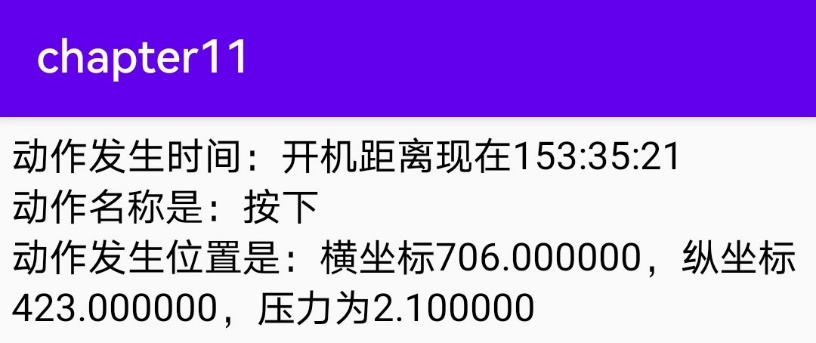 chapter11
动作发生时间：开机距离现在153:35:21
动作名称是：按下
动作发生位置是：横坐标706.000000，纵坐标
423.000000，压力为2.100000